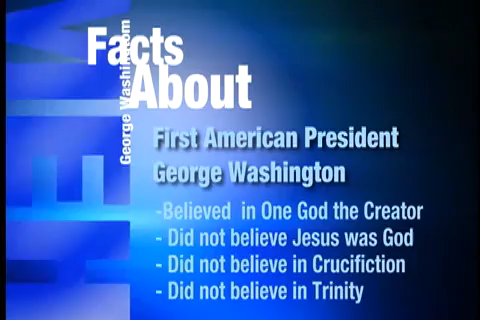 Facts
About
George Washington
First American President
George Washington
-Believed in One God the Creator
- Did not believe Jesus was God
- Did not believe in Crucifiction
- Did not believe in Trinity